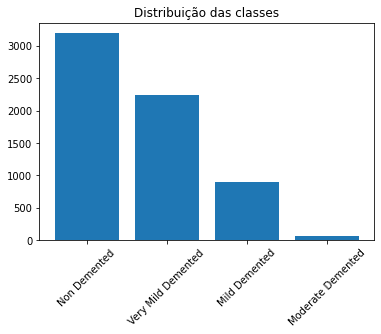 Distribuição das classes
3000
2500
2000
1500
1000
500
0
Non Demented
Very Mild Demented
Mild Demented
Moderate Demented